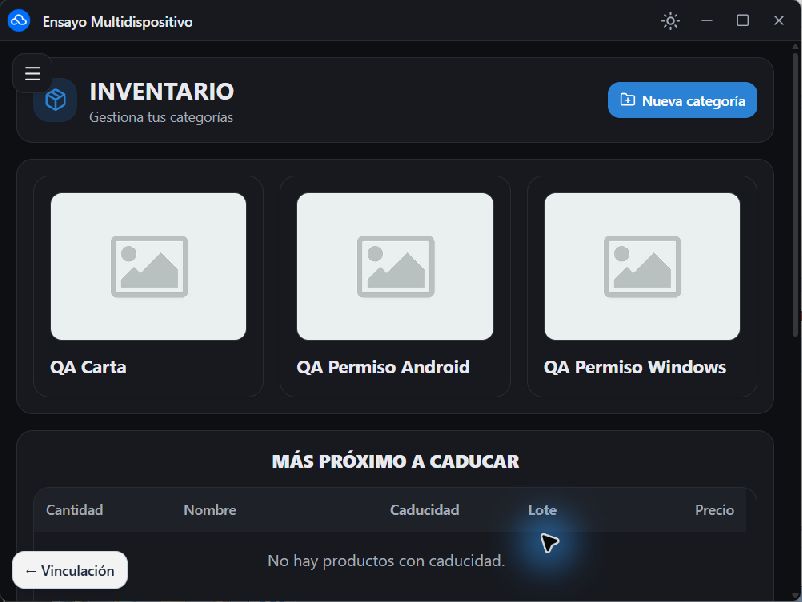 Ensayo Multidispositivo
INVENTARIO
Gestiona tus categorías
Nueva categoría
QA Carta
QA Permiso Android
QA Permiso Windows
MÁS PRÓXIMO A CADUCAR
Cantidad Nombre Caducidad Lote Precio
No hay productos con caducidad.
← Vinculación